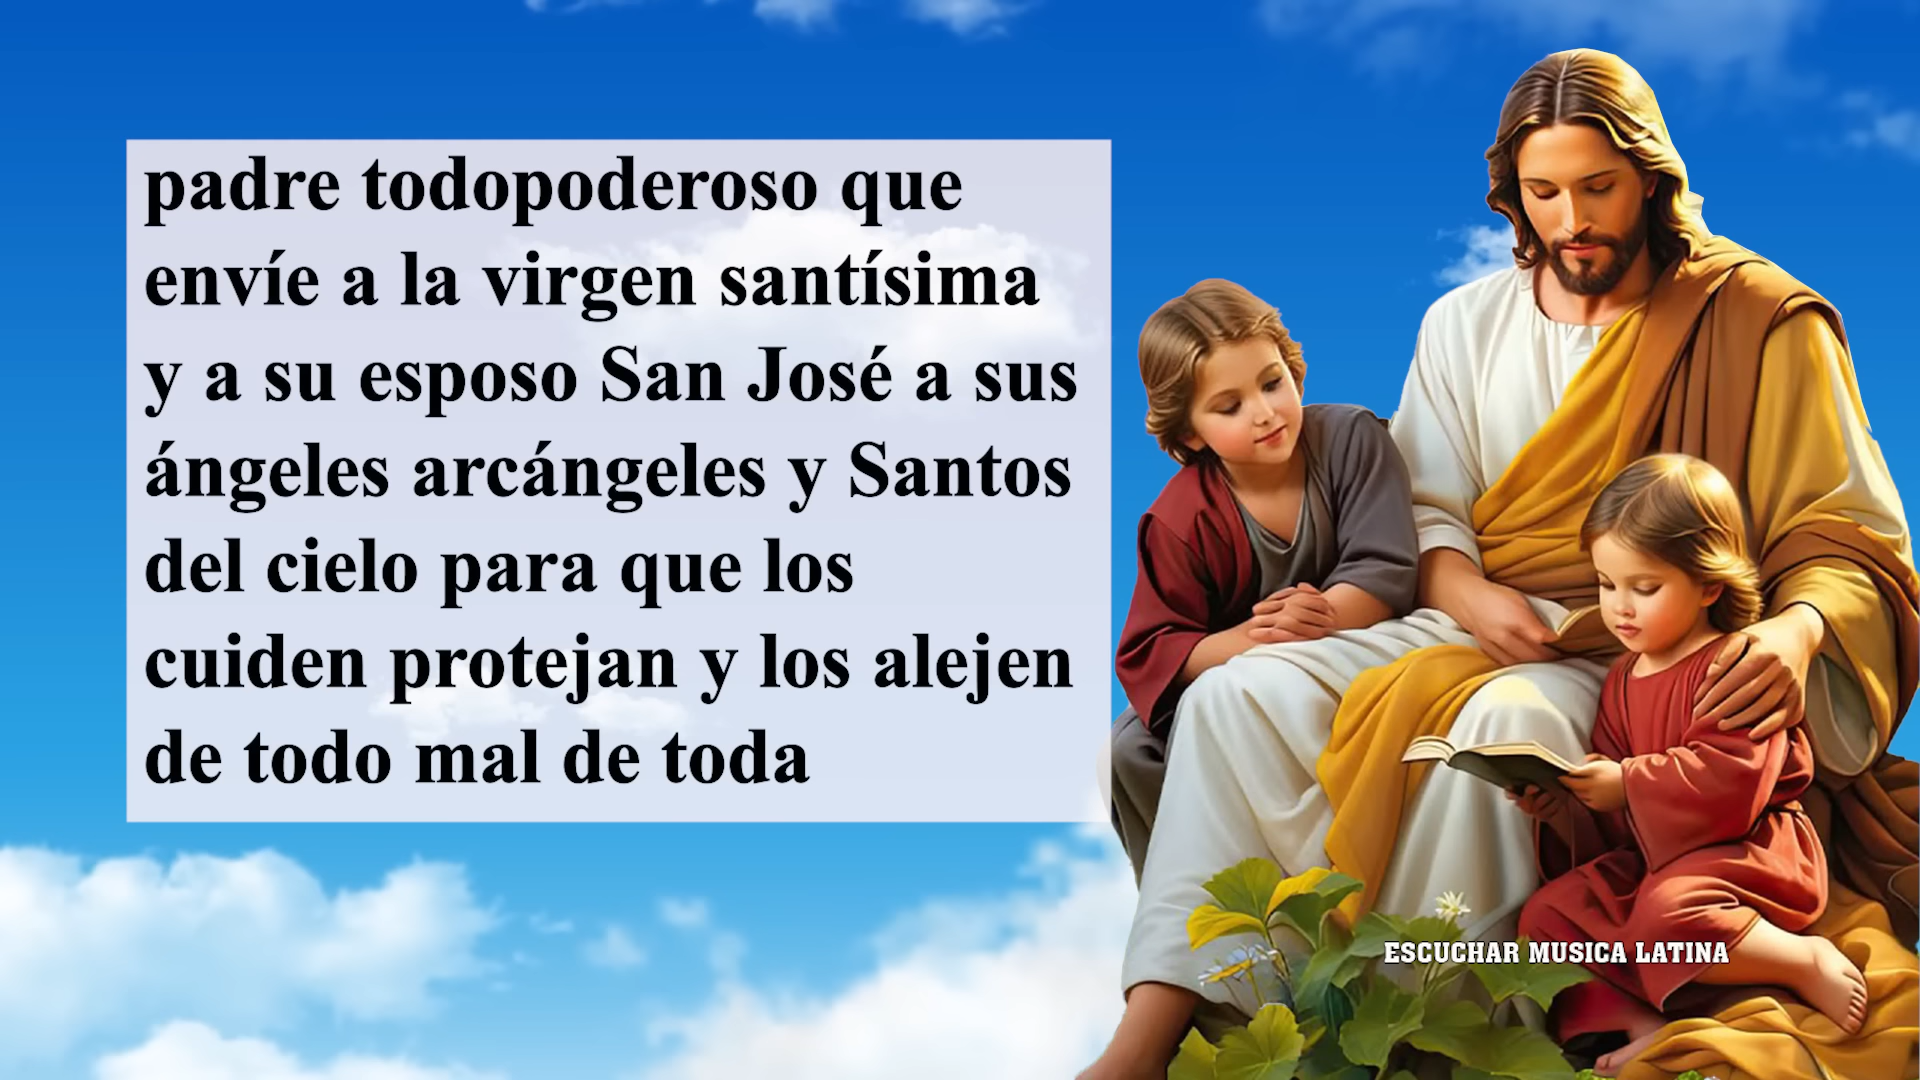 padre todopoderoso que
envíe a la virgen santísima
y a su esposo San José a sus
ángeles arcángeles y Santos
del cielo para que los
cuiden protejan y los alejen
de todo mal de toda
ESCUCHAR MUSICA LATINA